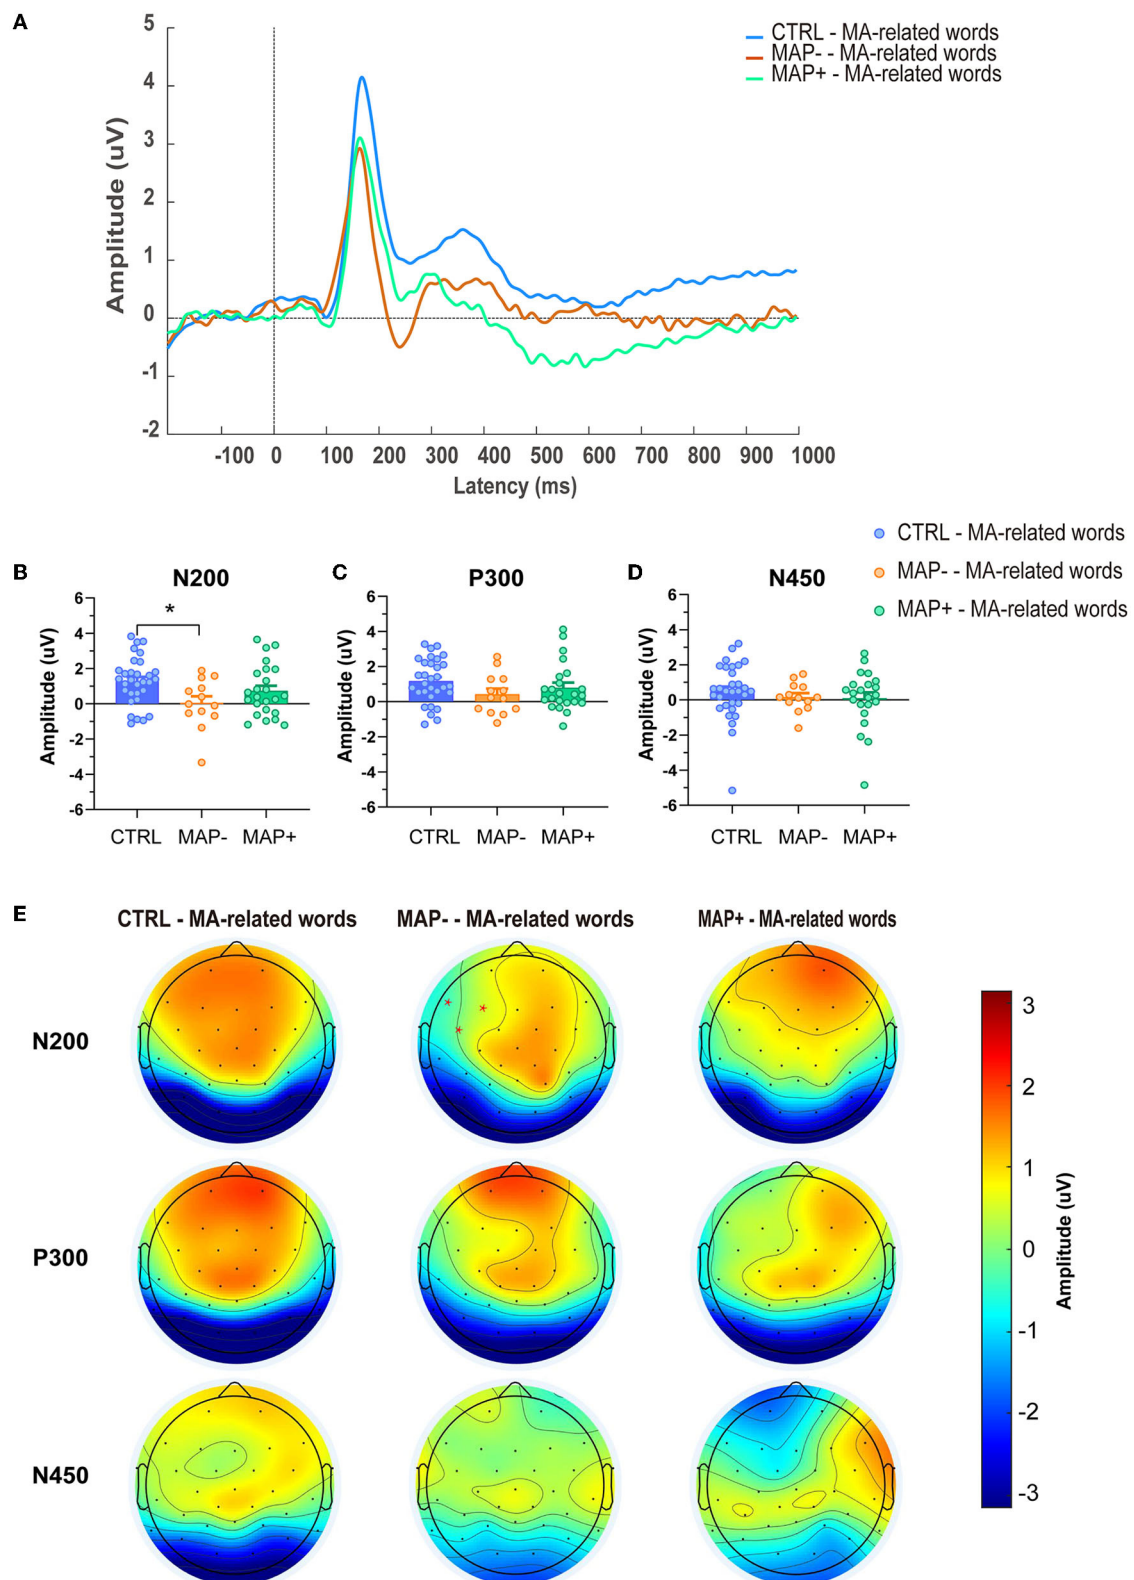 A
CTRL - MA-related words
MAP- - MA-related words
MAP+ - MA-related words
Amplitude (uV)
5
4
3
2
1
0
-1
-2
-100 0 100 200 300 400 500 600 700 800 900 1000
Latency (ms)
CTRL - MA-related words
MAP- - MA-related words
MAP+ - MA-related words
B
N200
Amplitude (uV)
6
4
2
0
-2
-4
-6
*
CTRL MAP- MAP+
C
P300
Amplitude (uV)
6
4
2
0
-2
-4
-6
CTRL MAP- MAP+
D
N450
Amplitude (uV)
6
4
2
0
-2
-4
-6
CTRL MAP- MAP+
E
CTRL - MA-related words
MAP- - MA-related words
MAP+ - MA-related words
N200
P300
N450
3
2
1
0
-1
-2
-3
Amplitude (uV)